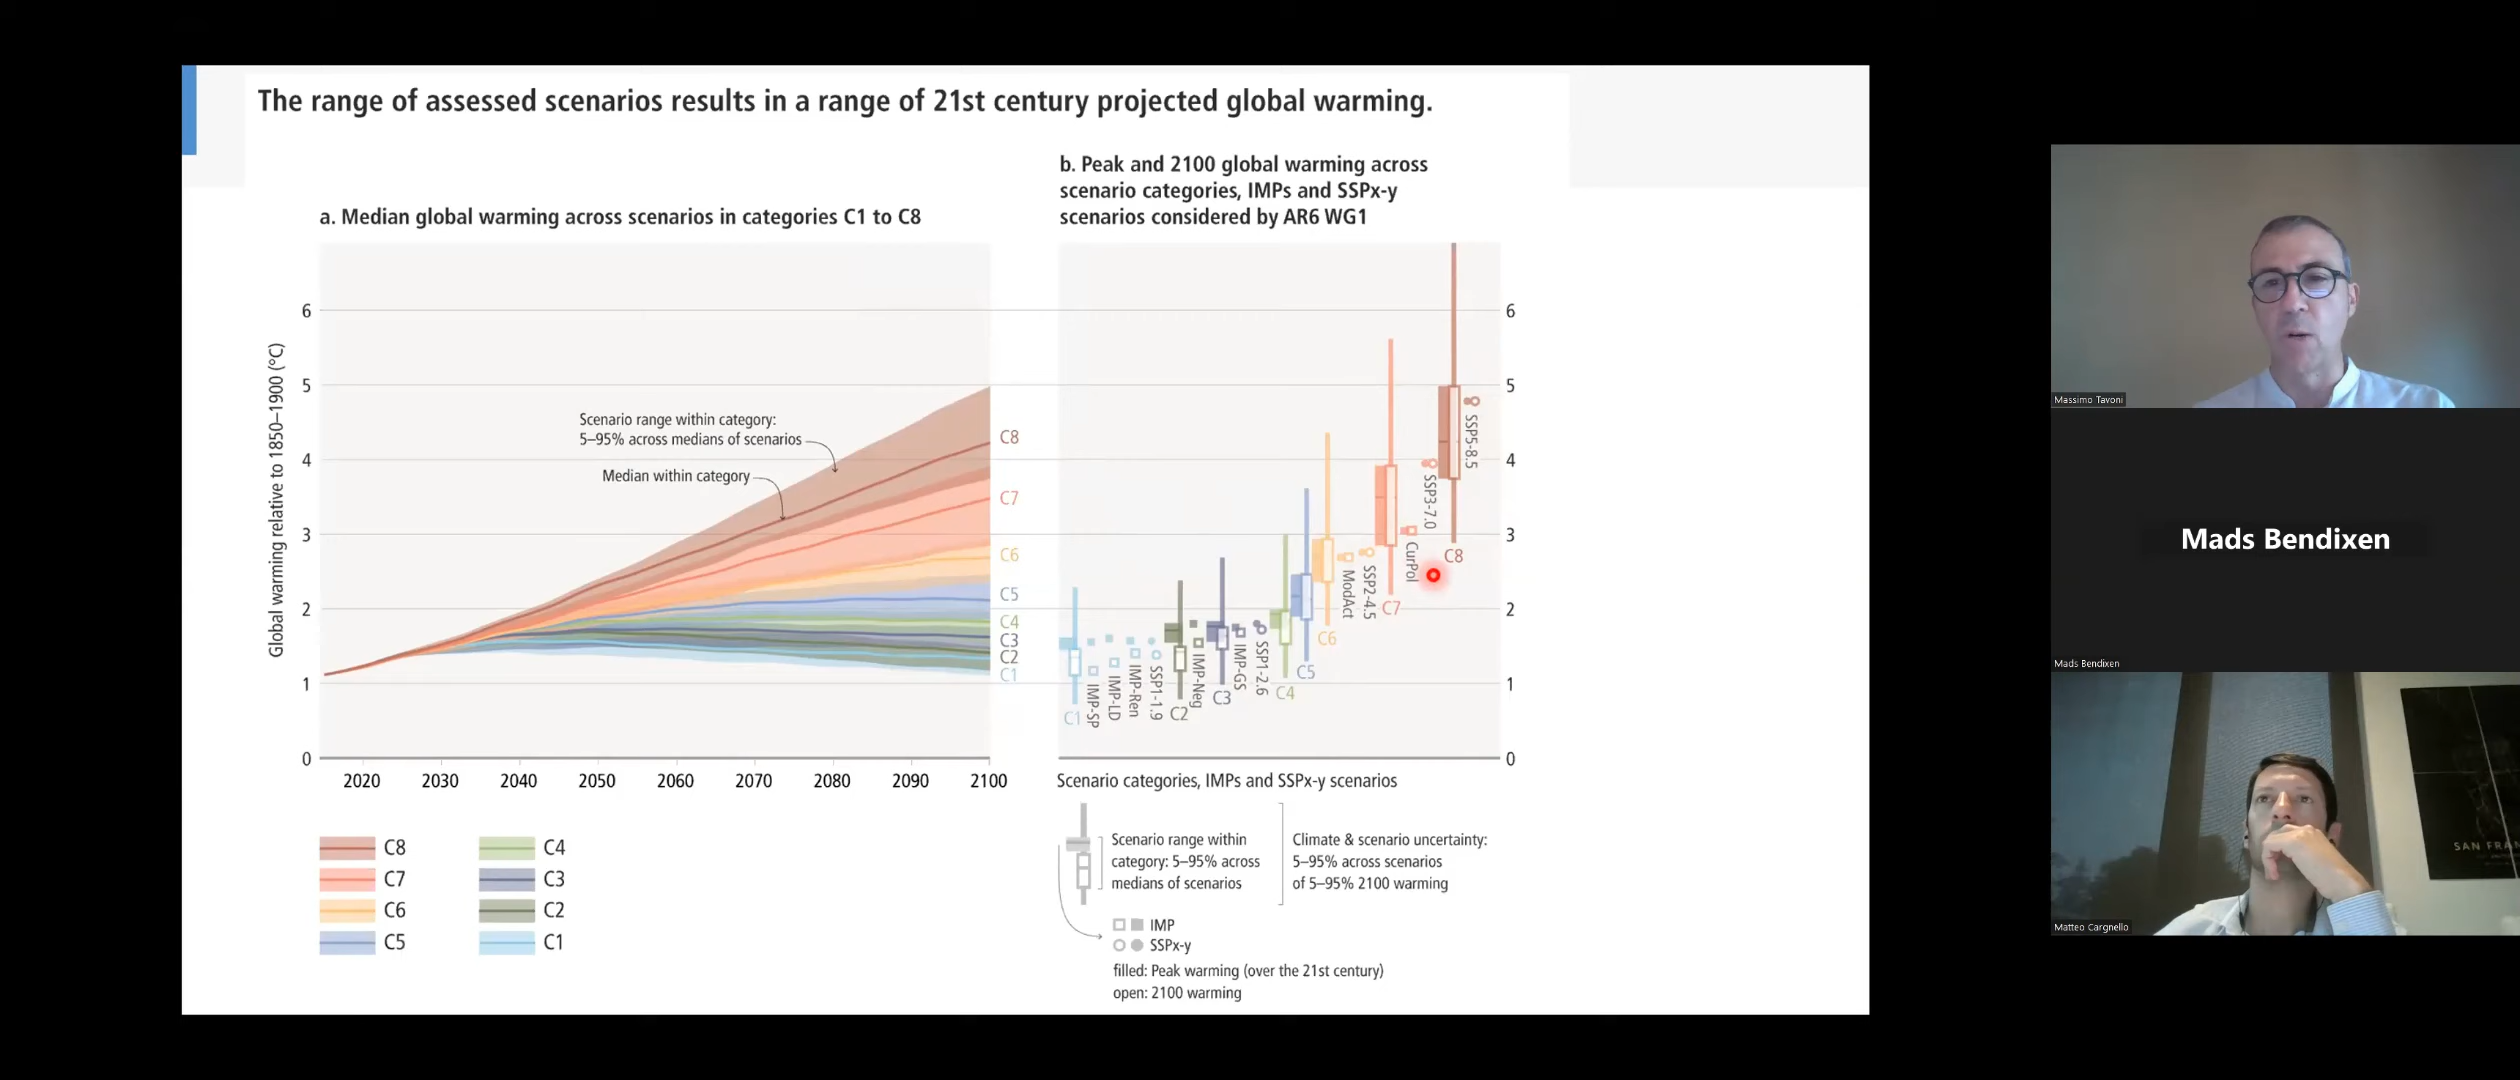 The range of assessed scenarios results in a range of 21st century projected global warming.
a. Median global warming across scenarios in categories C1 to C8
Global warming relative to 1850–1900 (°C)
6
5
4
3
2
1
0
Scenario range within category:
5–95% across medians of scenarios
Median within category
C8
C7
C6
C5
C4
C3
C2
C1
2020 2030 2040 2050 2060 2070 2080 2090 2100
C8 C4
C7 C3
C6 C2
C5 C1
b. Peak and 2100 global warming across
scenario categories, IMPs and SSPx-y
scenarios considered by AR6 WG1
6
5
4
3
2
1
0
C1
IMP-SP
IMP-LD
IMP-Ren
SSP1-1.9
C2
IMP-Neg
C3
IMP-GS
SSP1-2.6
C4
C5
C6
ModAct
SSP2-4.5
C7
CurPol
SSP3-7.0
C8
SSP5-8.5
Scenario categories, IMPs and SSPx-y scenarios
Scenario range within
category: 5–95% across
medians of scenarios
Climate & scenario uncertainty:
5–95% across scenarios
of 5–95% 2100 warming
IMP
SSPx-y
filled: Peak warming (over the 21st century)
open: 2100 warming
Massimo Tavoni
Mads Bendixen
Mads Bendixen
SAN FRAN
Matteo Cargnello